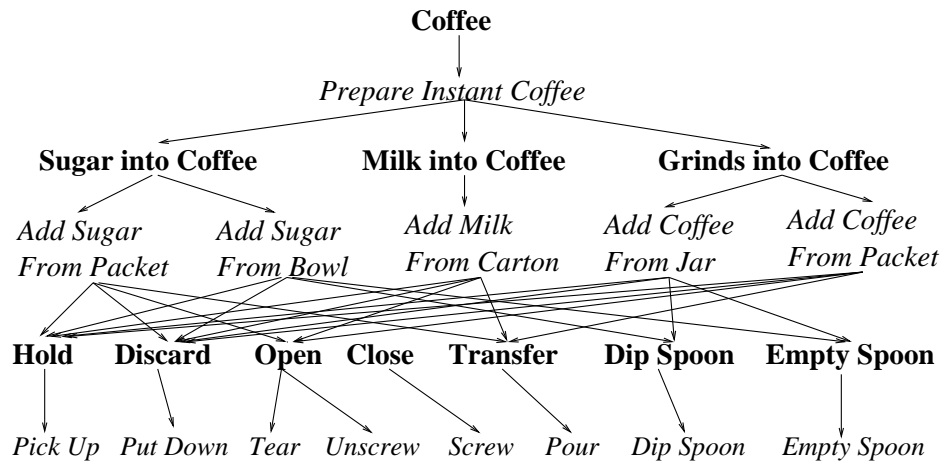 Coffee
Prepare Instant Coffee
Sugar into Coffee Milk into Coffee Grinds into Coffee
Add Sugar Add Sugar Add Milk Add Coffee Add Coffee
From Packet From Bowl From Carton From Jar From Packet
Hold Discard Open Close Transfer Dip Spoon Empty Spoon
Pick Up Put Down Tear Unscrew Screw Pour Dip Spoon Empty Spoon